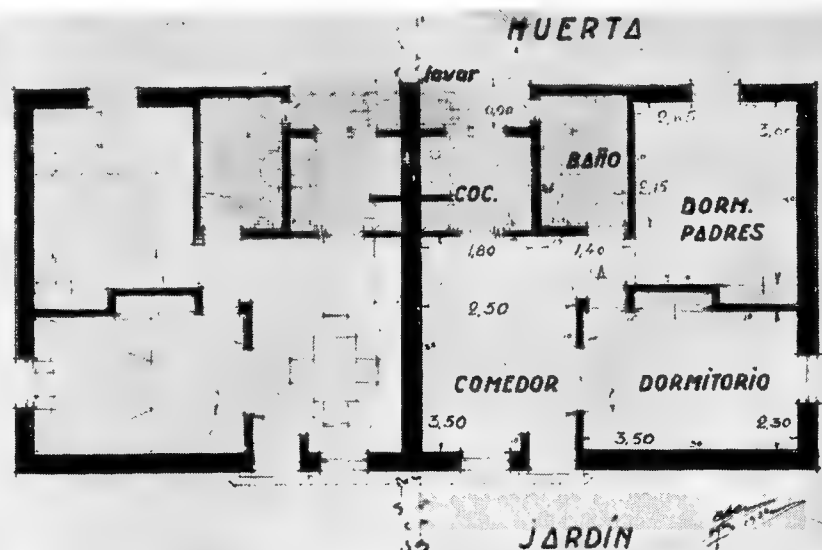 HUERTA
lavar
0,90
2,65
3,00
BAÑO
2,15
COC.
DORM.
PADRES
1,80
1,40
A
2,50
COMEDOR
DORMITORIO
3,50
3,50
2,30
JARDÍN